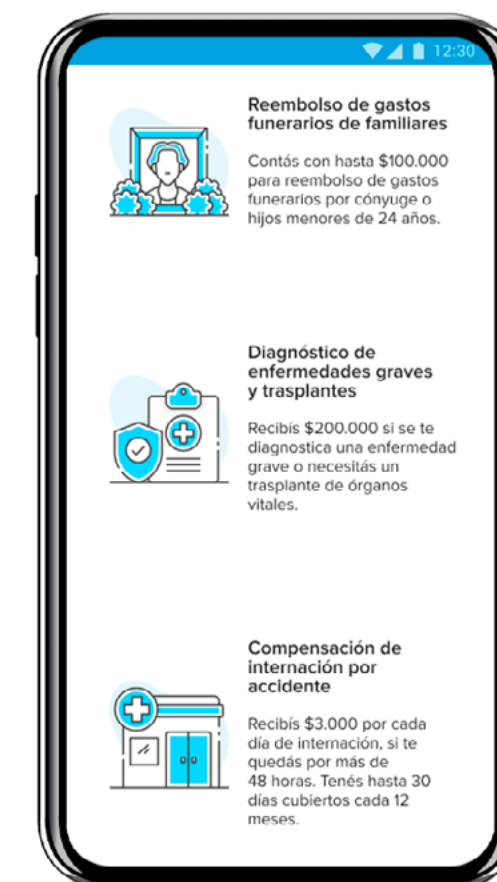 12:30
Reembolso de gastos
funerarios de familiares
Contás con hasta $100.000
para reembolso de gastos
funerarios por cónyuge o
hijos menores de 24 años.
Diagnóstico de
enfermedades graves
y trasplantes
Recibís $200.000 si se te
diagnostica una enfermedad
grave o necesitás un
trasplante de órganos
vitales.
Compensación de
internación por
accidente
Recibís $3.000 por cada
día de internación, si te
quedás por más de
48 horas. Tenés hasta 30
días cubiertos cada 12
meses.